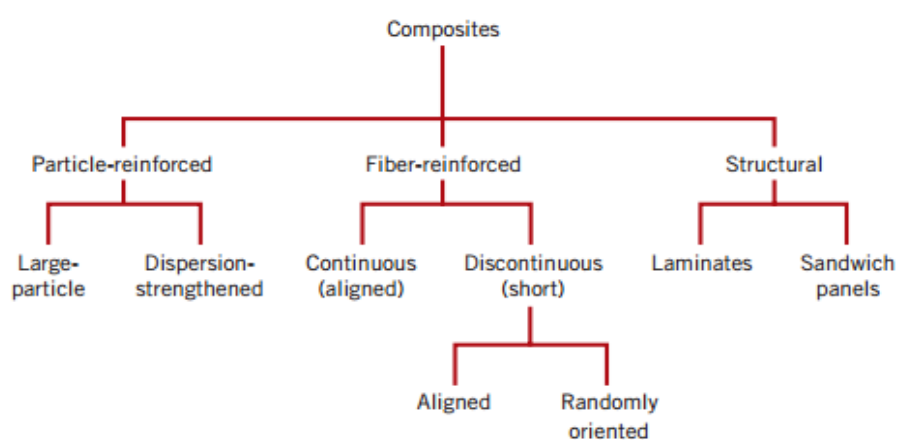 Composites
Particle-reinforced
Fiber-reinforced
Structural
Large-
particle
Dispersion-
strengthened
Continuous
(aligned)
Discontinuous
(short)
Laminates
Sandwich
panels
Aligned
Randomly
oriented